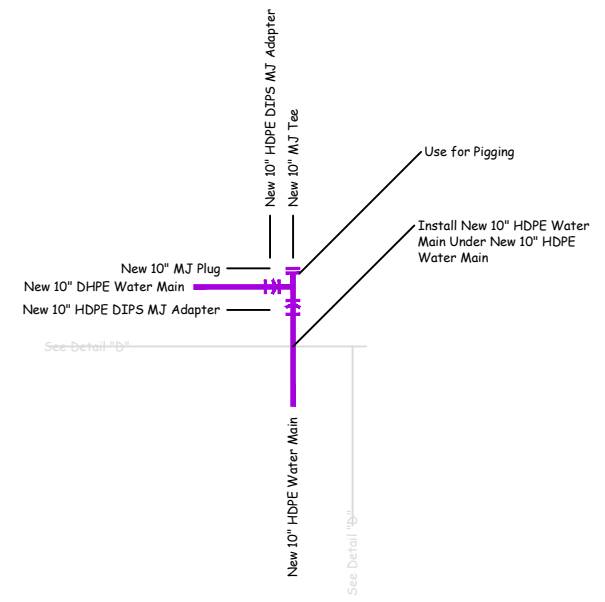 New 10" HDPE DIPS MJ Adapter
New 10" MJ Tee
Use for Pigging
Install New 10" HDPE Water
Main Under New 10" HDPE
Water Main
New 10" MJ Plug
New 10" DHPE Water Main
New 10" HDPE DIPS MJ Adapter
See Detail "D"
New 10" HDPE Water Main
See Detail "D"